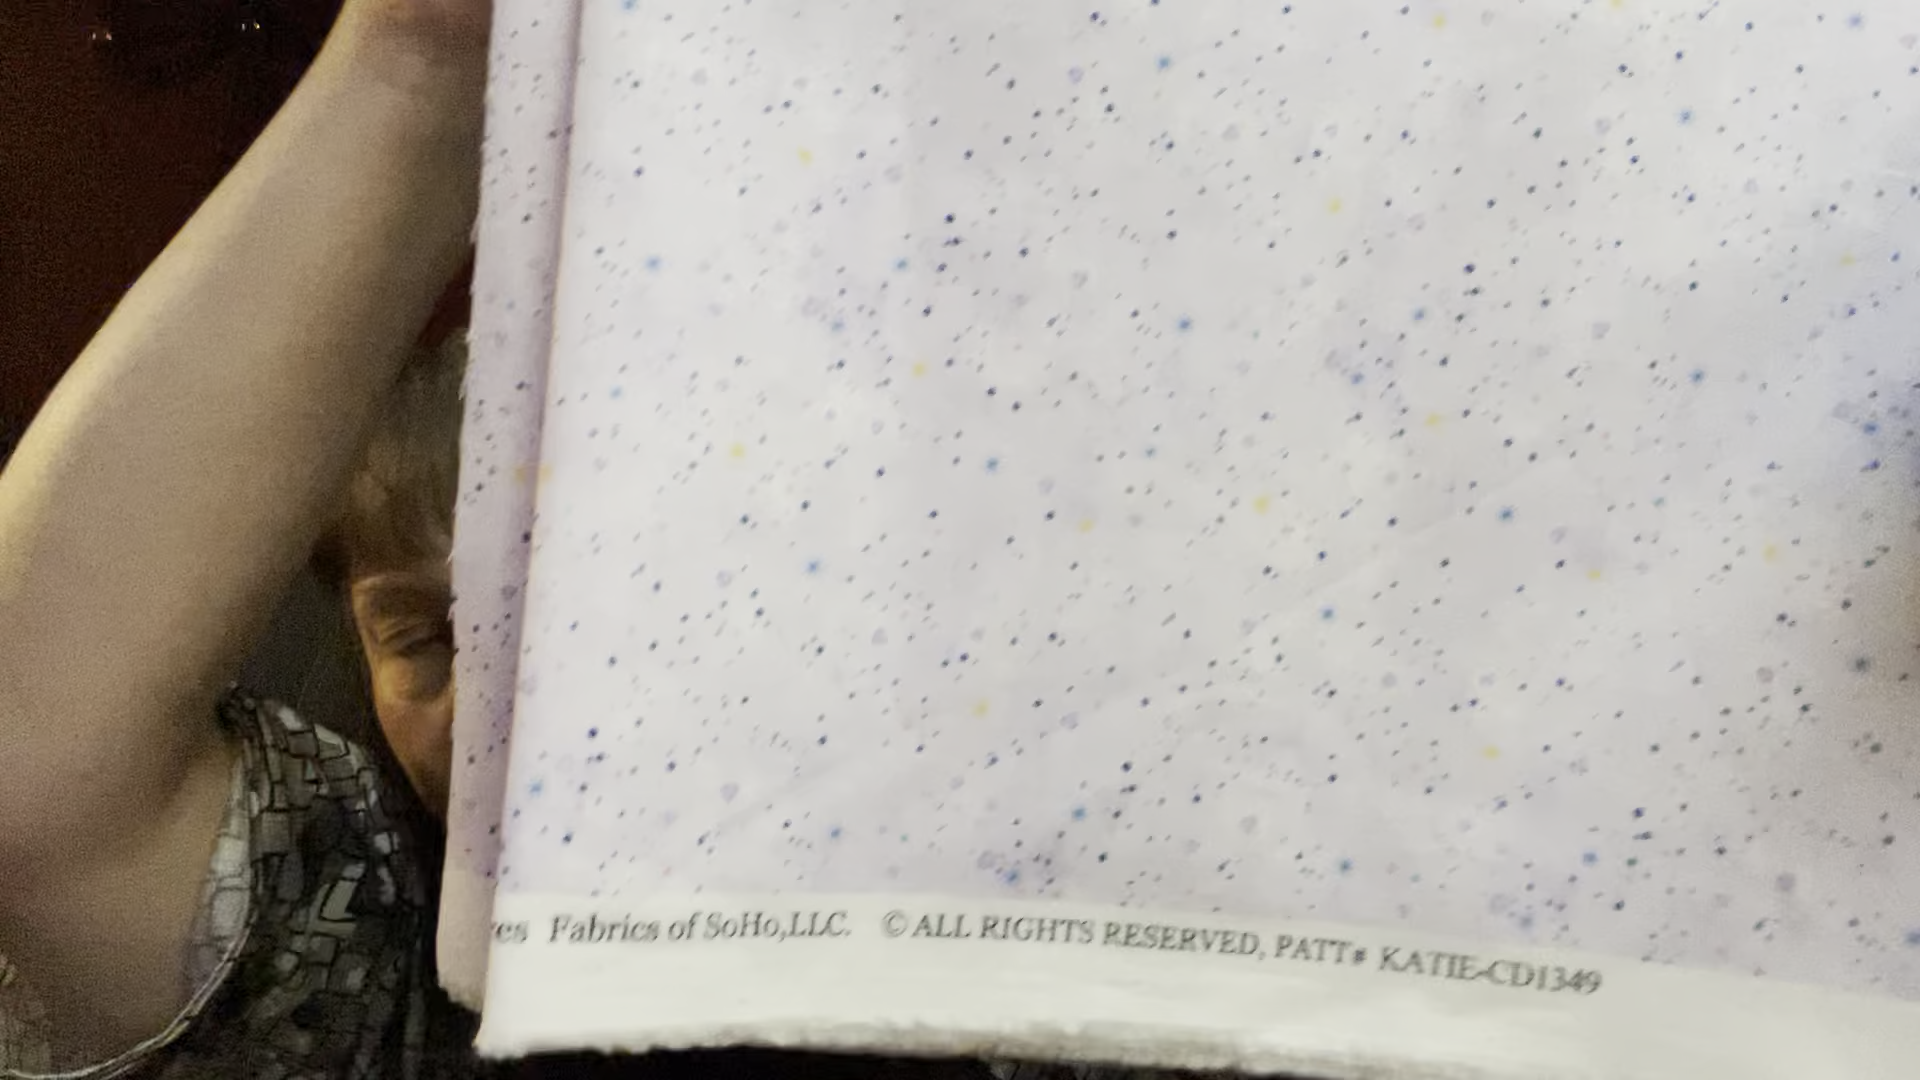 Fabrics of SoHo,LLC. © ALL RIGHTS RESERVED, PATT# KATIE-CD1349